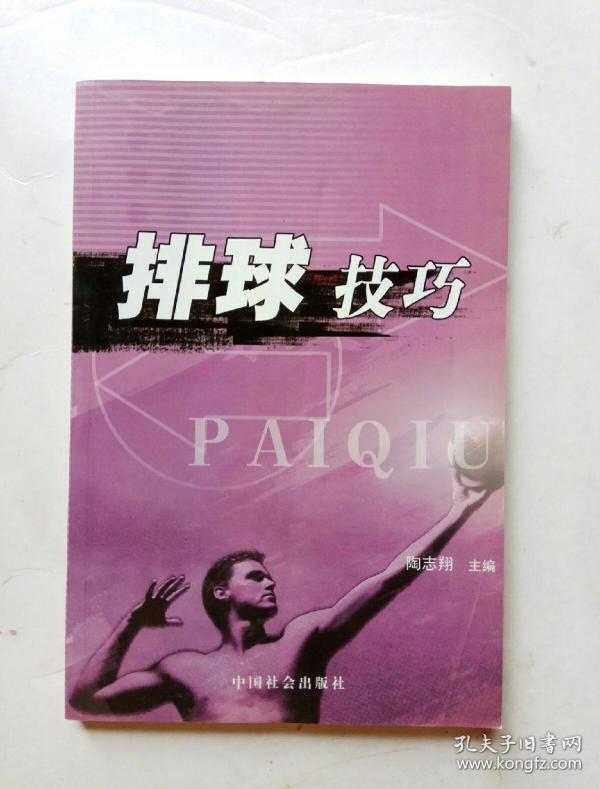 排球 技巧
PAIQIU
陶志翔 主编
中国社会出版社
孔夫子旧书网
www.kongfz.com